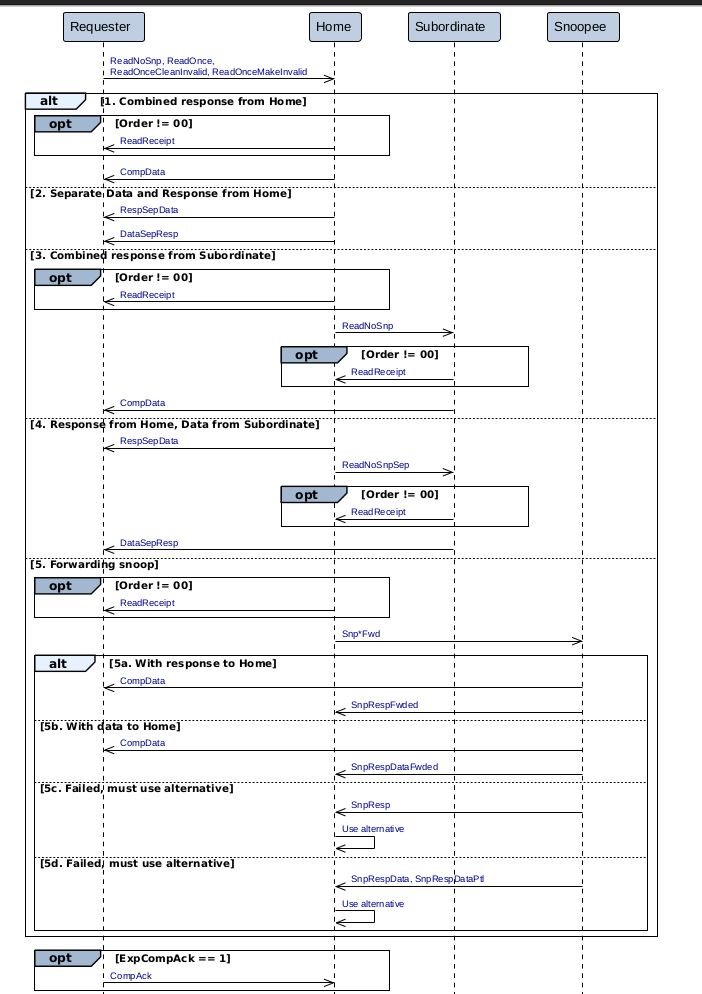 Requester Home Subordinate Snoopee
ReadNoSnp, ReadOnce,
ReadOnceCleanInvalid, ReadOnceMakeInvalid
alt [1. Combined response from Home]
opt [Order != 00]
ReadReceipt
CompData
[2. Separate Data and Response from Home]
RespSepData
DataSepResp
[3. Combined response from Subordinate]
opt [Order != 00]
ReadReceipt
ReadNoSnp
opt [Order != 00]
ReadReceipt
CompData
[4. Response from Home, Data from Subordinate]
RespSepData
ReadNoSnpSep
opt [Order != 00]
ReadReceipt
DataSepResp
[5. Forwarding snoop]
opt [Order != 00]
ReadReceipt
Snp*Fwd
alt [5a. With response to Home]
CompData
SnpRespFwded
[5b. With data to Home]
CompData
SnpRespDataFwded
[5c. Failed, must use alternative]
SnpResp
Use alternative
[5d. Failed, must use alternative]
SnpRespData, SnpRespDataPtl
Use alternative
opt [ExpCompAck == 1]
CompAck